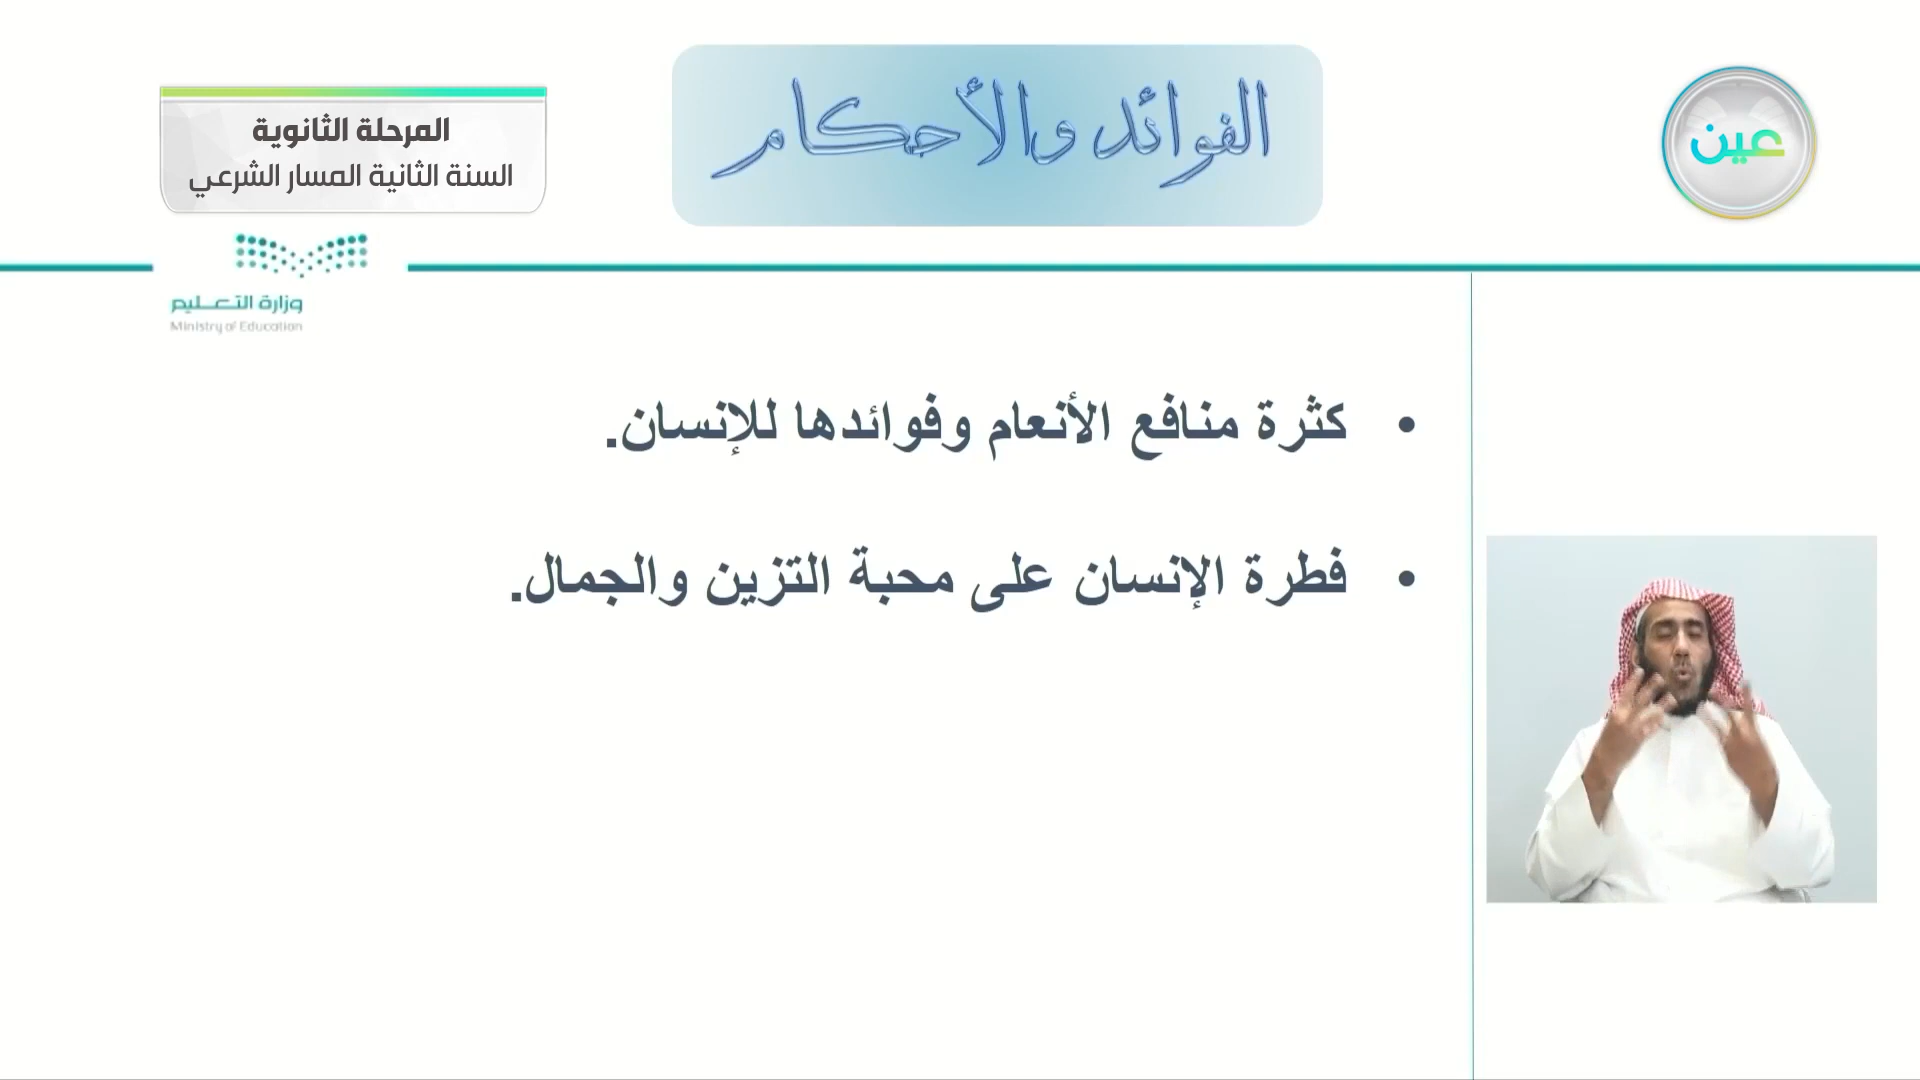 الفوائد والأحكام
عين
المرحلة الثانوية
السنة الثانية المسار الشرعي
وزارة التعليم
Ministry of Education
• كثرة منافع الأنعام وفوائدها للإنسان.
• فطرة الإنسان على محبة التزين والجمال.